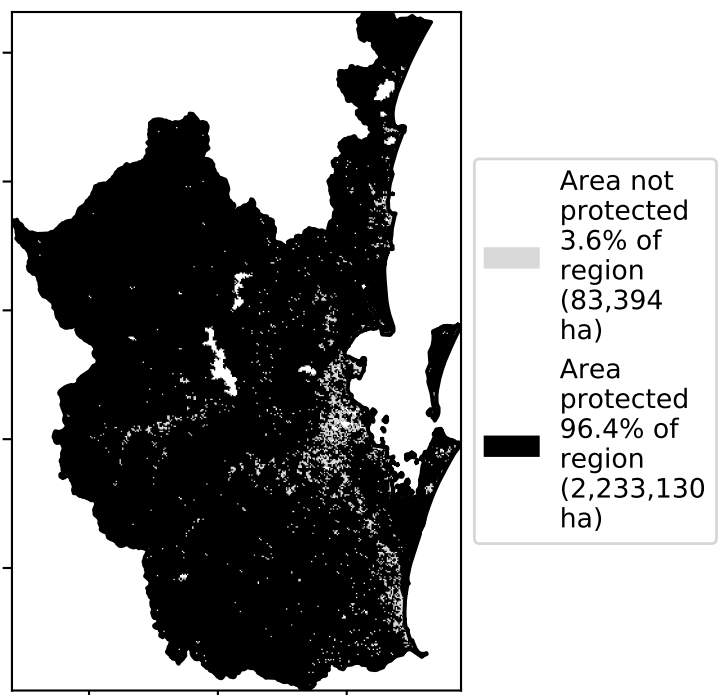 Area not
protected
3.6% of
region
(83,394
ha)
Area
protected
96.4% of
region
(2,233,130
ha)